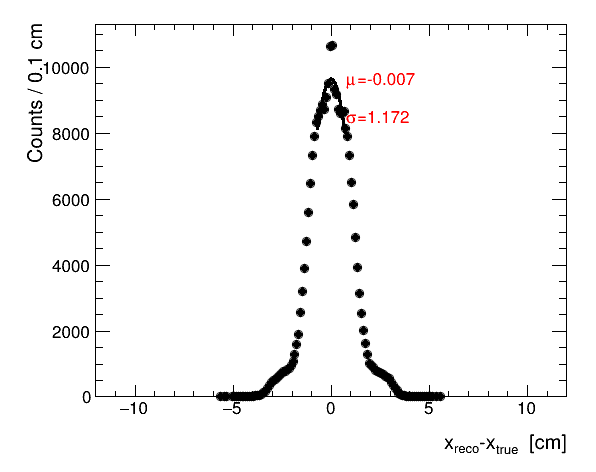 Counts / 0.1 cm
10000
8000
6000
4000
2000
0
μ=-0.007
σ=1.172
−10 −5 0 5 10
x_reco-x_true [cm]